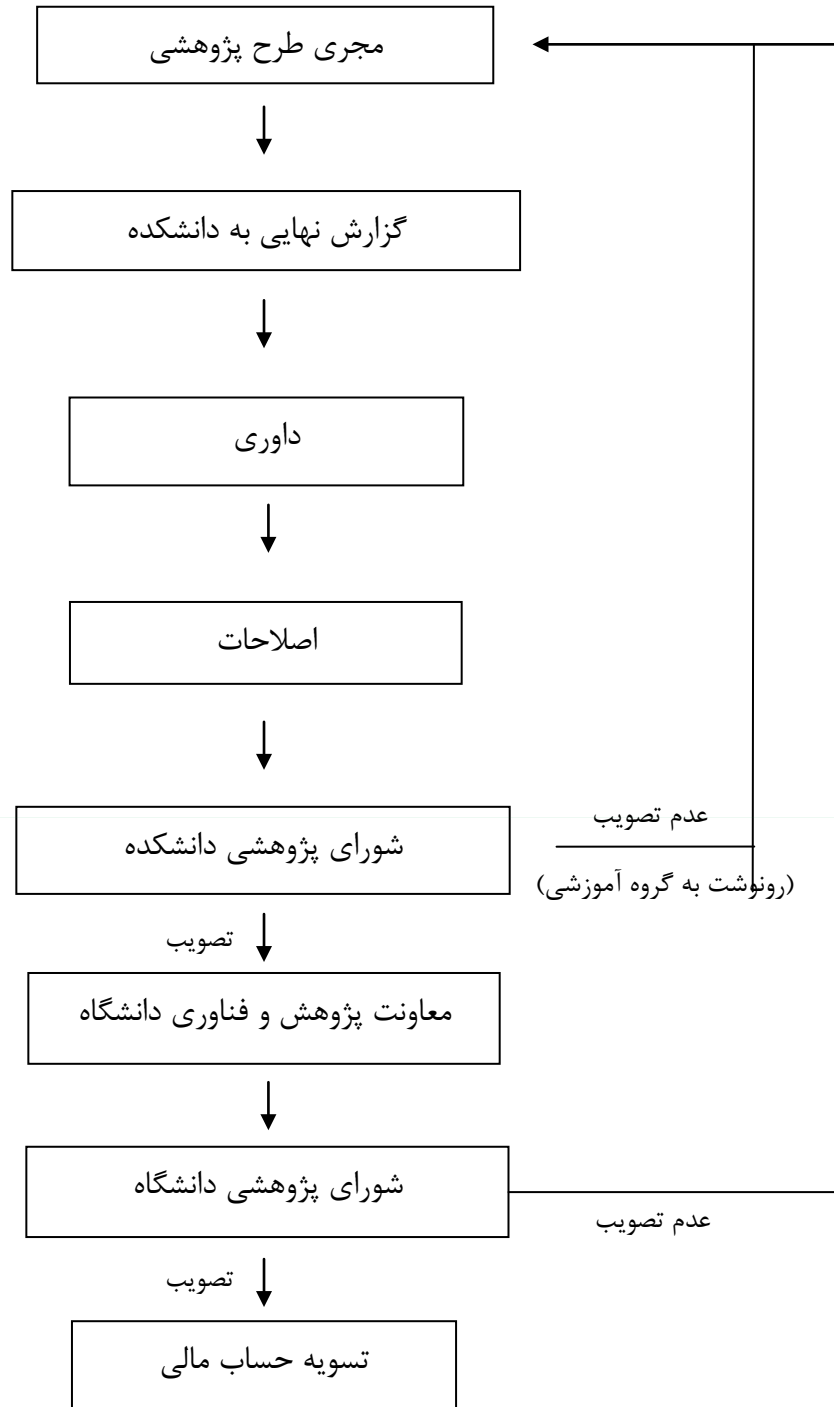 مجری طرح پژوهشی
گزارش نهایی به دانشکده
داوری
اصلاحات
شورای پژوهشی دانشکده
عدم تصویب
(رونوشت به گروه آموزشی)
تصویب
معاونت پژوهش و فناوری دانشگاه
شورای پژوهشی دانشگاه
عدم تصویب
تصویب
تسویه حساب مالی